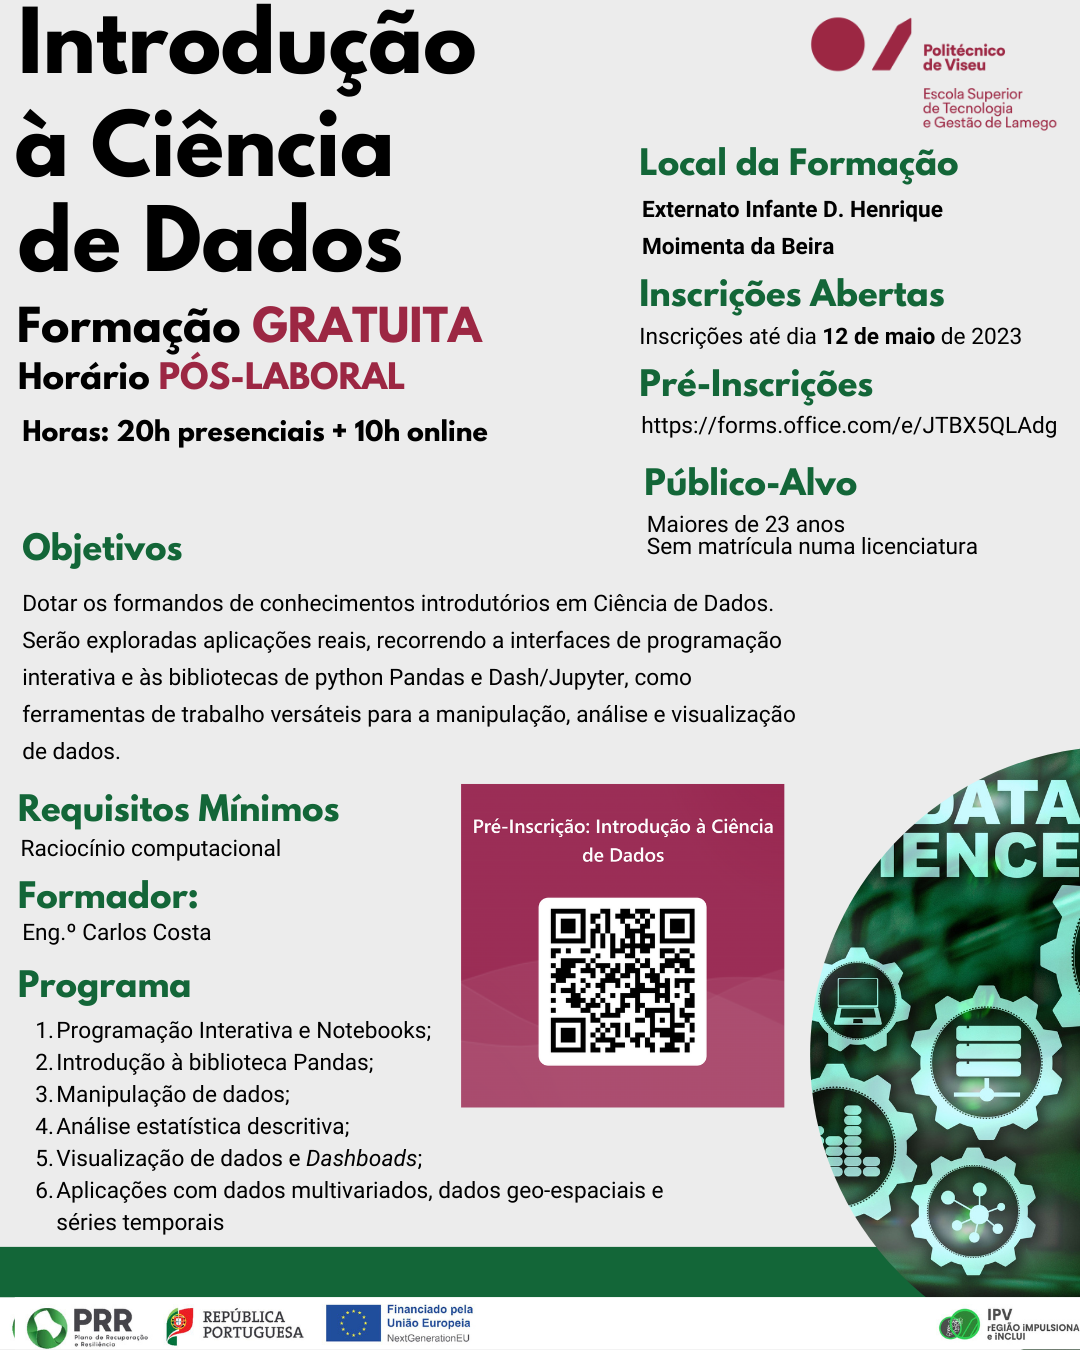 Introdução
à Ciência
de Dados
Formação GRATUITA
Horário PÓS-LABORAL
Horas: 20h presenciais + 10h online
Politécnico
de Viseu
Escola Superior
de Tecnologia
e Gestão de Lamego
Local da Formação
Externato Infante D. Henrique
Moimenta da Beira
Inscrições Abertas
Inscrições até dia 12 de maio de 2023
Pré-Inscrições
https://forms.office.com/e/JTBX5QLAdg
Público-Alvo
Maiores de 23 anos
Sem matrícula numa licenciatura
Objetivos
Dotar os formandos de conhecimentos introdutórios em Ciência de Dados.
Serão exploradas aplicações reais, recorrendo a interfaces de programação
interativa e às bibliotecas de python Pandas e Dash/Jupyter, como
ferramentas de trabalho versáteis para a manipulação, análise e visualização
de dados.
Requisitos Mínimos
Raciocínio computacional
Formador:
Eng.º Carlos Costa
Programa
1. Programação Interativa e Notebooks;
2. Introdução à biblioteca Pandas;
3. Manipulação de dados;
4. Análise estatística descritiva;
5. Visualização de dados e Dashboads;
6. Aplicações com dados multivariados, dados geo-espaciais e
séries temporais
Pré-Inscrição: Introdução à Ciência
de Dados
DATA
IENCE
PRR
Plano de Recuperação
e Resiliência
REPÚBLICA
PORTUGUESA
Financiado pela
União Europeia
NextGenerationEU
IPV
rEGIÃO iMPULSIONA
e iNCLUI